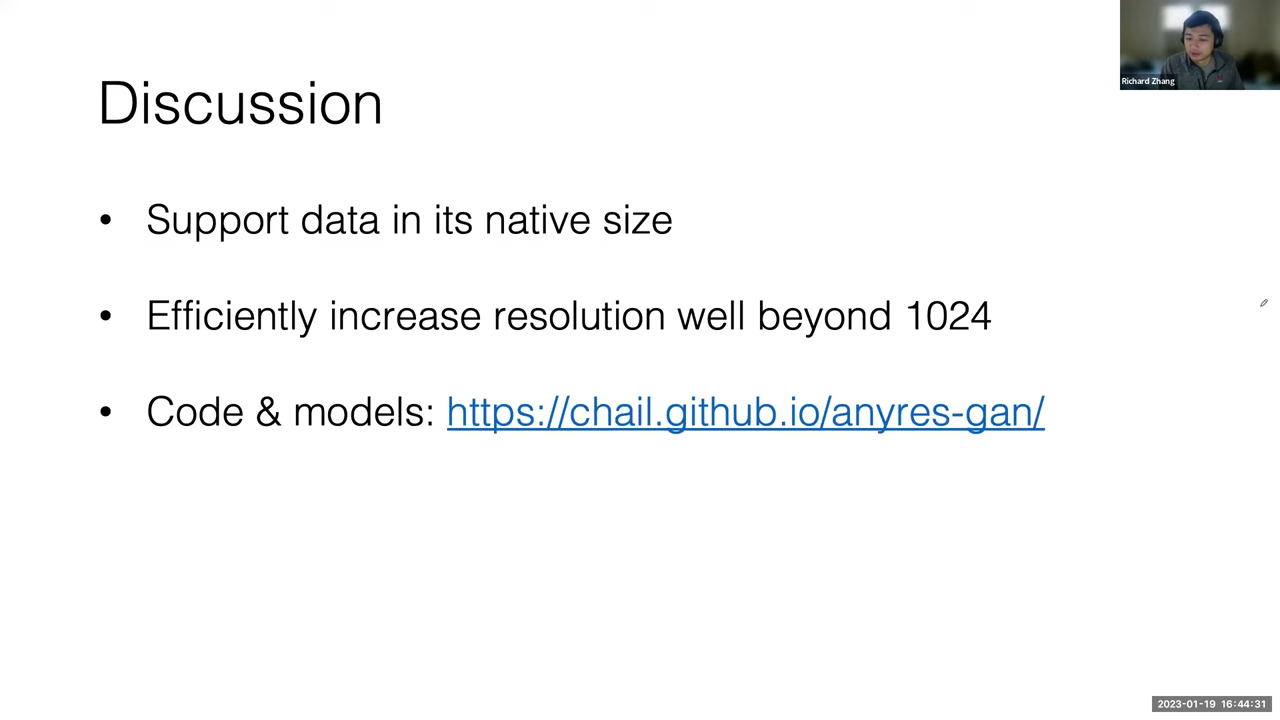 Richard Zhang
Discussion
• Support data in its native size
• Efficiently increase resolution well beyond 1024
• Code & models: https://chail.github.io/anyres-gan/
2023-01-19 16:44:31